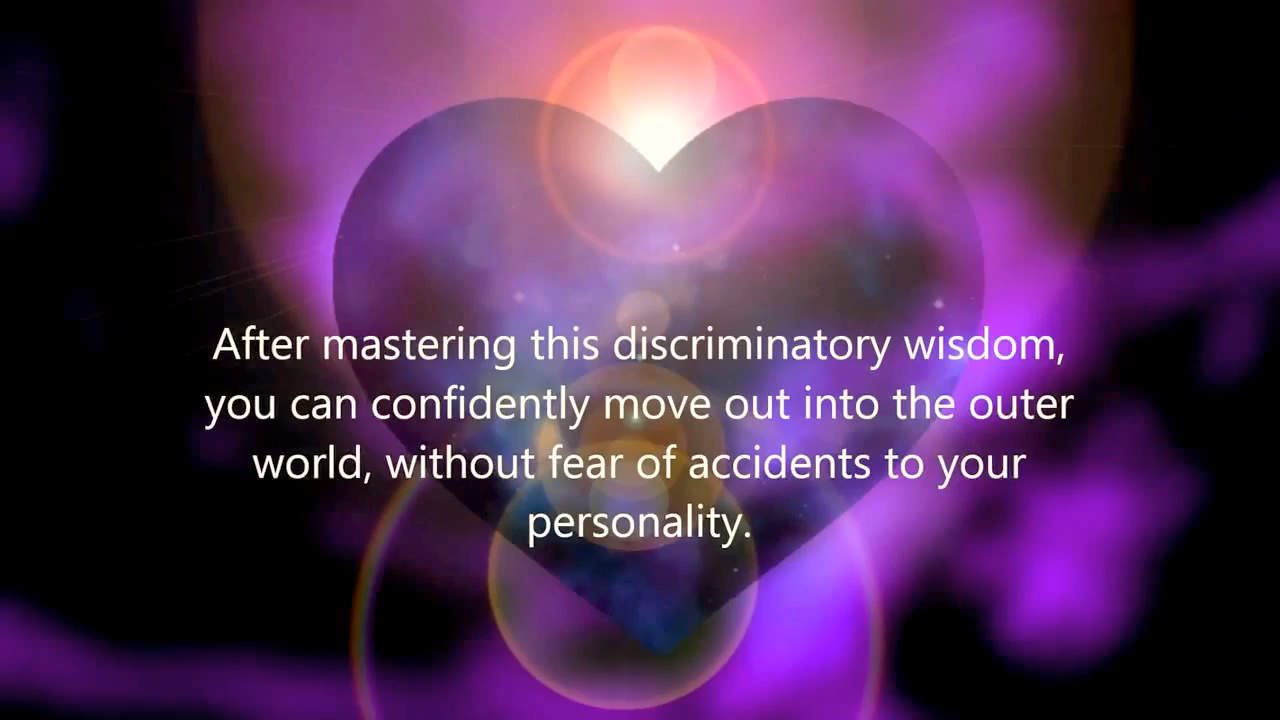 After mastering this discriminatory wisdom,
you can confidently move out into the outer
world, without fear of accidents to your
personality.